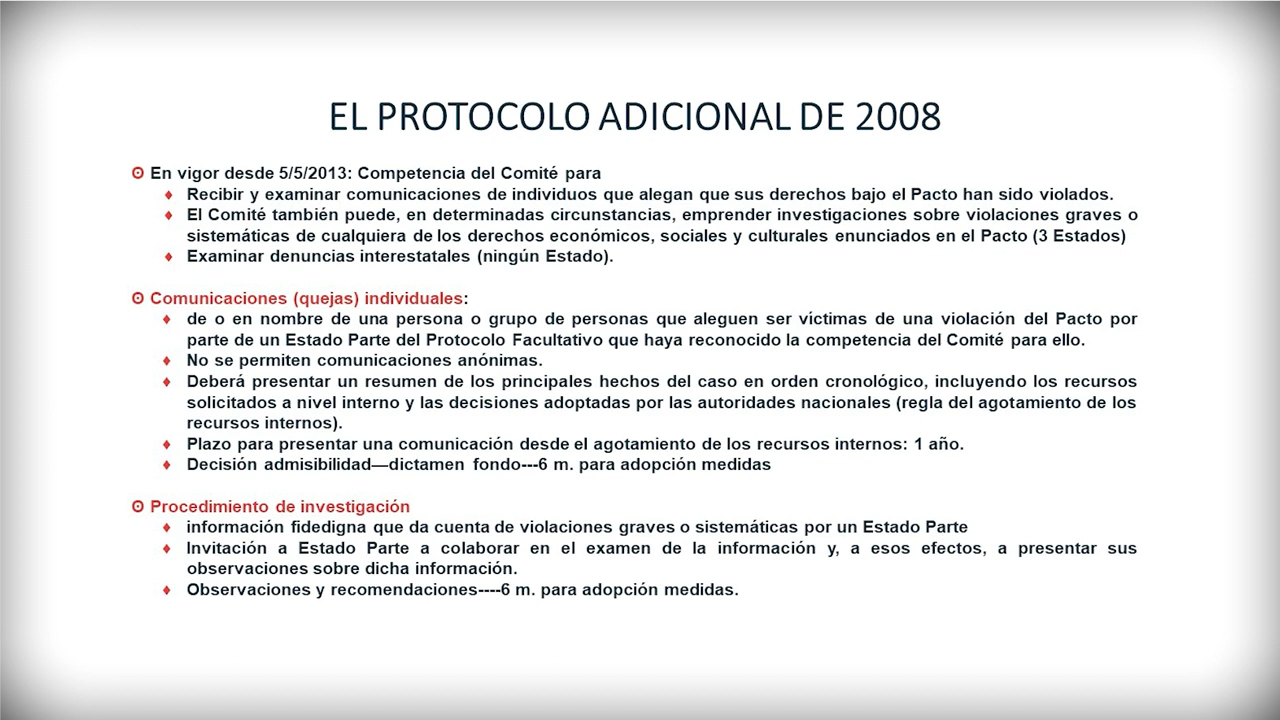 EL PROTOCOLO ADICIONAL DE 2008
En vigor desde 5/5/2013: Competencia del Comité para
Recibir y examinar comunicaciones de individuos que alegan que sus derechos bajo el Pacto han sido violados.
El Comité también puede, en determinadas circunstancias, emprender investigaciones sobre violaciones graves o
sistemáticas de cualquiera de los derechos económicos, sociales y culturales enunciados en el Pacto (3 Estados)
Examinar denuncias interestatales (ningún Estado).
Comunicaciones (quejas) individuales:
de o en nombre de una persona o grupo de personas que aleguen ser víctimas de una violación del Pacto por
parte de un Estado Parte del Protocolo Facultativo que haya reconocido la competencia del Comité para ello.
No se permiten comunicaciones anónimas.
Deberá presentar un resumen de los principales hechos del caso en orden cronológico, incluyendo los recursos
solicitados a nivel interno y las decisiones adoptadas por las autoridades nacionales (regla del agotamiento de los
recursos internos).
Plazo para presentar una comunicación desde el agotamiento de los recursos internos: 1 año.
Decisión admisibilidad—dictamen fondo---6 m. para adopción medidas
Procedimiento de investigación
información fidedigna que da cuenta de violaciones graves o sistemáticas por un Estado Parte
Invitación a Estado Parte a colaborar en el examen de la información y, a esos efectos, a presentar sus
observaciones sobre dicha información.
Observaciones y recomendaciones----6 m. para adopción medidas.